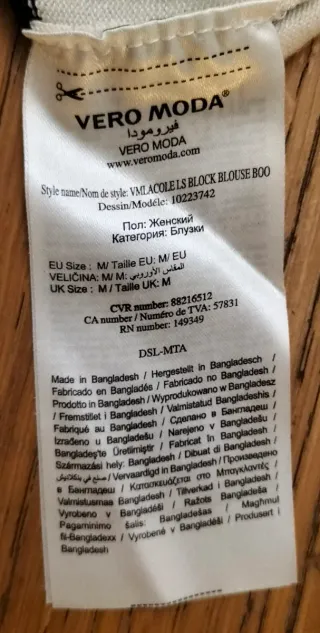 VERO MODA®
فيرومودا
VERO MODA
www.veromoda.com
Style name/Nom de style: VMLACOLE LS BLOCK BLOUSE BOO
Dessin/Modéle: 10223742
Пол: Женский
Категория: Блузки
EU Size : M/ Taille EU: M/ EU
VELIČINA: M/ M: المقاس الأوروبي
UK Size : M / Taille UK: M
CVR number: 88216512
CA number / Numéro de TVA: 57831
RN number: 149349
DSL-MTA
Made in Bangladesh / Hergestellt in Bangladesch /
Fabricado en Bangladés / Fabricado no Bangladesh /
Prodotto in Bangladesh / Wyprodukowano w Bangladesz
/ Fremstillet i Bangladesh / Valmistatud Bangladeshis /
Fabriqué au Bangladesh / Сделано в Бангладеш /
Izrađeno u Bangladešu / Narejeno v Bangladešu /
Bangladeş'te Üretilmiştir / Fabricat în Bangladesh /
Származási hely: Bangladesh / Dibuat di Bangladesh /
صنع في بنغلاديش / Vervaardigd in Bangladesh / Произведено
в Бангладеш / Κατασκευάζεται στο Μπαγκλαντές /
Valmistusmaa Bangladesh / Tillverkad i Bangladesh /
Vyrobeno v Bangladéši / Ražots Bangladeša /
Pagaminimo šalis: Bangladešas / Magħmul
fil-Bangladexx / Vyrobené v Bangladéši / Produsert i
Bangladesh